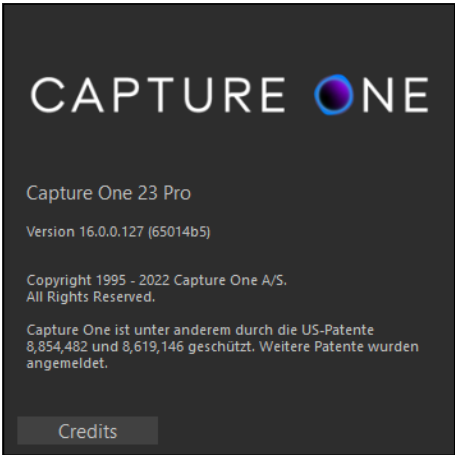 CAPTURE ONE
Capture One 23 Pro
Version 16.0.0.127 (65014b5)
Copyright 1995 - 2022 Capture One A/S.
All Rights Reserved.
Capture One ist unter anderem durch die US-Patente
8,854,482 und 8,619,146 geschützt. Weitere Patente wurden
angemeldet.
Credits